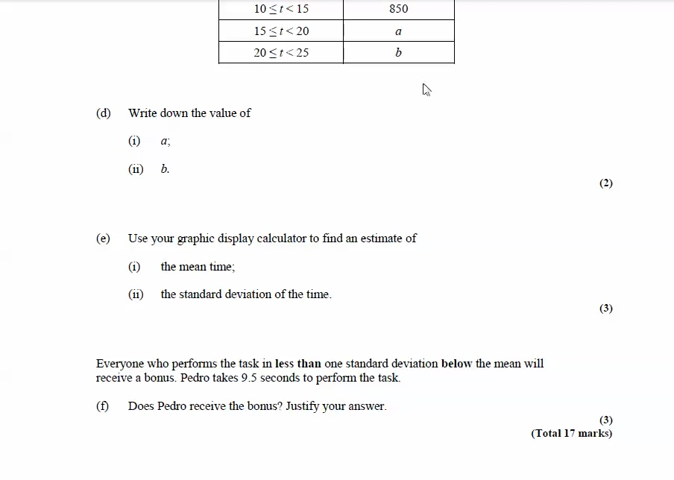 10 ≤ t < 15 850
15 ≤ t < 20 a
20 ≤ t < 25 b
(d) Write down the value of
(i) a;
(ii) b.
(2)
(e) Use your graphic display calculator to find an estimate of
(i) the mean time;
(ii) the standard deviation of the time.
(3)
Everyone who performs the task in less than one standard deviation below the mean will
receive a bonus. Pedro takes 9.5 seconds to perform the task.
(f) Does Pedro receive the bonus? Justify your answer.
(3)
(Total 17 marks)